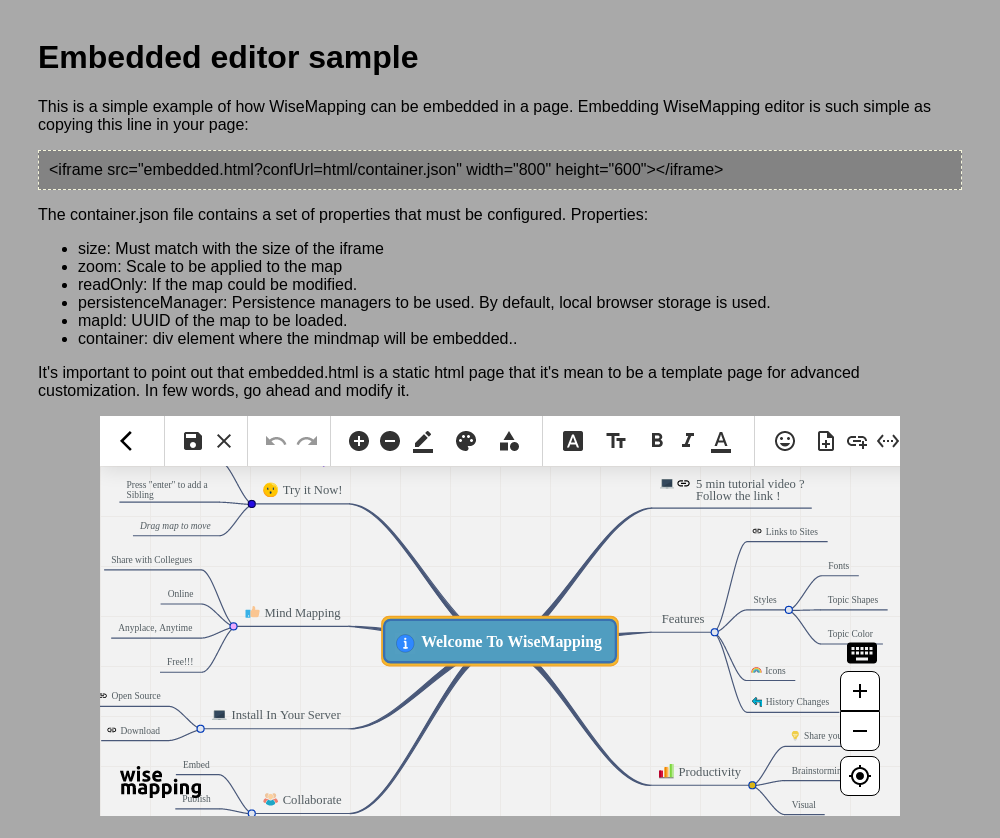 Embedded editor sample
This is a simple example of how WiseMapping can be embedded in a page. Embedding WiseMapping editor is such simple as
copying this line in your page:
<iframe src="embedded.html?confUrl=html/container.json" width="800" height="600"></iframe>
The container.json file contains a set of properties that must be configured. Properties:
• size: Must match with the size of the iframe
• zoom: Scale to be applied to the map
• readOnly: If the map could be modified.
• persistenceManager: Persistence managers to be used. By default, local browser storage is used.
• mapId: UUID of the map to be loaded.
• container: div element where the mindmap will be embedded..
It's important to point out that embedded.html is a static html page that it's mean to be a template page for advanced
customization. In few words, go ahead and modify it.
A Tт B I A
Press "enter" to add a
Sibling
Try it Now!
Drag map to move
Share with Collegues
Online
Mind Mapping
Anyplace, Anytime
Free!!!
Open Source
Install In Your Server
Download
Embed
Collaborate
Publish
wise
mapping
Welcome To WiseMapping
5 min tutorial video ?
Follow the link !
Links to Sites
Fonts
Features
Styles
Topic Shapes
Topic Color
Icons
History Changes
Share you
Productivity
Brainstormin
Visual